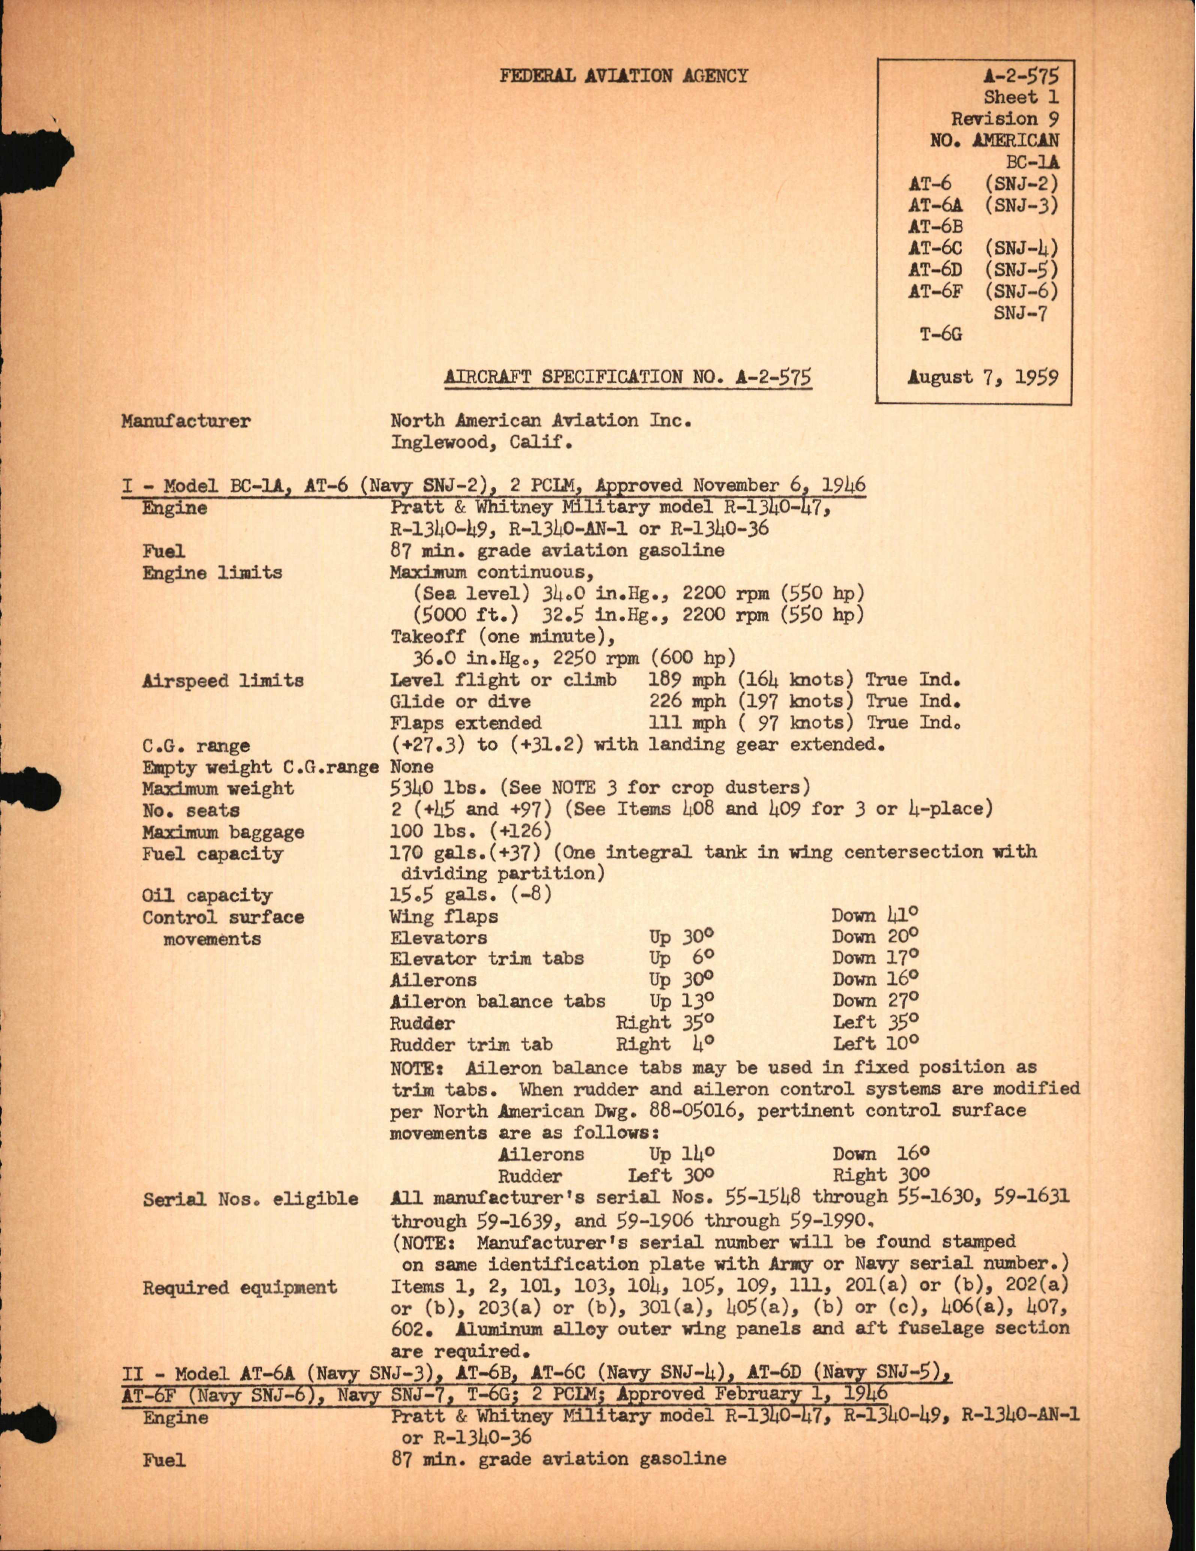 FEDERAL AVIATION AGENCY
A-2-575
Sheet 1
Revision 9
NO. AMERICAN
BC-1A
AT-6 (SNJ-2)
AT-6A (SNJ-3)
AT-6B
AT-6C (SNJ-4)
AT-6D (SNJ-5)
AT-6F (SNJ-6)
SNJ-7
T-6G
August 7, 1959
AIRCRAFT SPECIFICATION NO. A-2-575
Manufacturer North American Aviation Inc.
Inglewood, Calif.
I - Model BC-1A, AT-6 (Navy SNJ-2), 2 PCLM, Approved November 6, 1946
Engine Pratt & Whitney Military model R-1340-47,
R-1340-49, R-1340-AN-1 or R-1340-36
Fuel 87 min. grade aviation gasoline
Engine limits Maximum continuous,
(Sea level) 34.0 in.Hg., 2200 rpm (550 hp)
(5000 ft.) 32.5 in.Hg., 2200 rpm (550 hp)
Takeoff (one minute),
36.0 in.Hg., 2250 rpm (600 hp)
Airspeed limits Level flight or climb 189 mph (164 knots) True Ind.
Glide or dive 226 mph (197 knots) True Ind.
Flaps extended 111 mph ( 97 knots) True Ind.
C.G. range (+27.3) to (+31.2) with landing gear extended.
Empty weight C.G.range None
Maximum weight 5340 lbs. (See NOTE 3 for crop dusters)
No. seats 2 (+45 and +97) (See Items 408 and 409 for 3 or 4-place)
Maximum baggage 100 lbs. (+126)
Fuel capacity 170 gals.(+37) (One integral tank in wing centersection with
dividing partition)
Oil capacity 15.5 gals. (-8)
Control surface Wing flaps Down 41°
movements Elevators Up 30° Down 20°
Elevator trim tabs Up 6° Down 17°
Ailerons Up 30° Down 16°
Aileron balance tabs Up 13° Down 27°
Rudder Right 35° Left 35°
Rudder trim tab Right 4° Left 10°
NOTE: Aileron balance tabs may be used in fixed position as
trim tabs. When rudder and aileron control systems are modified
per North American Dwg. 88-05016, pertinent control surface
movements are as follows:
Ailerons Up 14° Down 16°
Rudder Left 30° Right 30°
Serial Nos. eligible All manufacturer's serial Nos. 55-1548 through 55-1630, 59-1631
through 59-1639, and 59-1906 through 59-1990.
(NOTE: Manufacturer's serial number will be found stamped
on same identification plate with Army or Navy serial number.)
Required equipment Items 1, 2, 101, 103, 104, 105, 109, 111, 201(a) or (b), 202(a)
or (b), 203(a) or (b), 301(a), 405(a), (b) or (c), 406(a), 407,
602. Aluminum alloy outer wing panels and aft fuselage section
are required.
II - Model AT-6A (Navy SNJ-3), AT-6B, AT-6C (Navy SNJ-4), AT-6D (Navy SNJ-5),
AT-6F (Navy SNJ-6), Navy SNJ-7, T-6G; 2 PCLM; Approved February 1, 1946
Engine Pratt & Whitney Military model R-1340-47, R-1340-49, R-1340-AN-1
or R-1340-36
Fuel 87 min. grade aviation gasoline